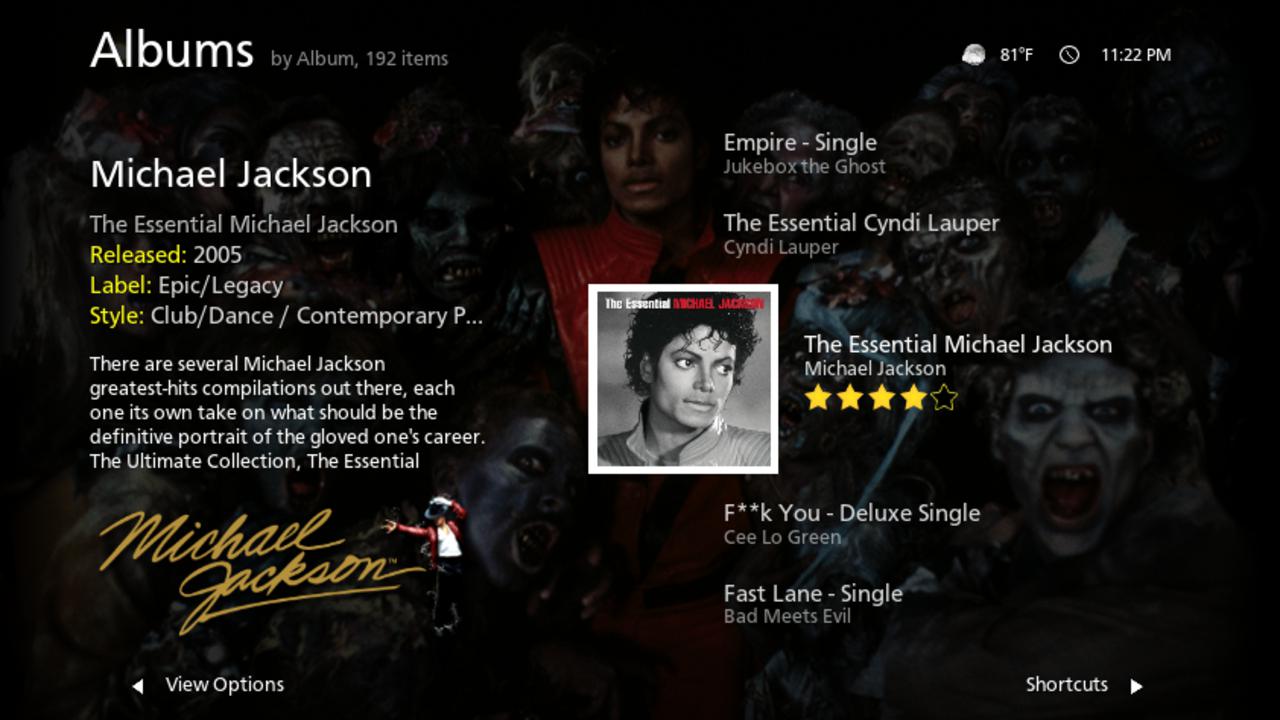 Albums by Album, 192 items
81°F 11:22 PM
Michael Jackson
The Essential Michael Jackson
Released: 2005
Label: Epic/Legacy
Style: Club/Dance / Contemporary P...
There are several Michael Jackson
greatest-hits compilations out there, each
one its own take on what should be the
definitive portrait of the gloved one's career.
The Ultimate Collection, The Essential
Michael
Jackson™
Empire - Single
Jukebox the Ghost
The Essential Cyndi Lauper
Cyndi Lauper
The Essential MICHAEL JACKSON
The Essential Michael Jackson
Michael Jackson
F**k You - Deluxe Single
Cee Lo Green
Fast Lane - Single
Bad Meets Evil
View Options
Shortcuts